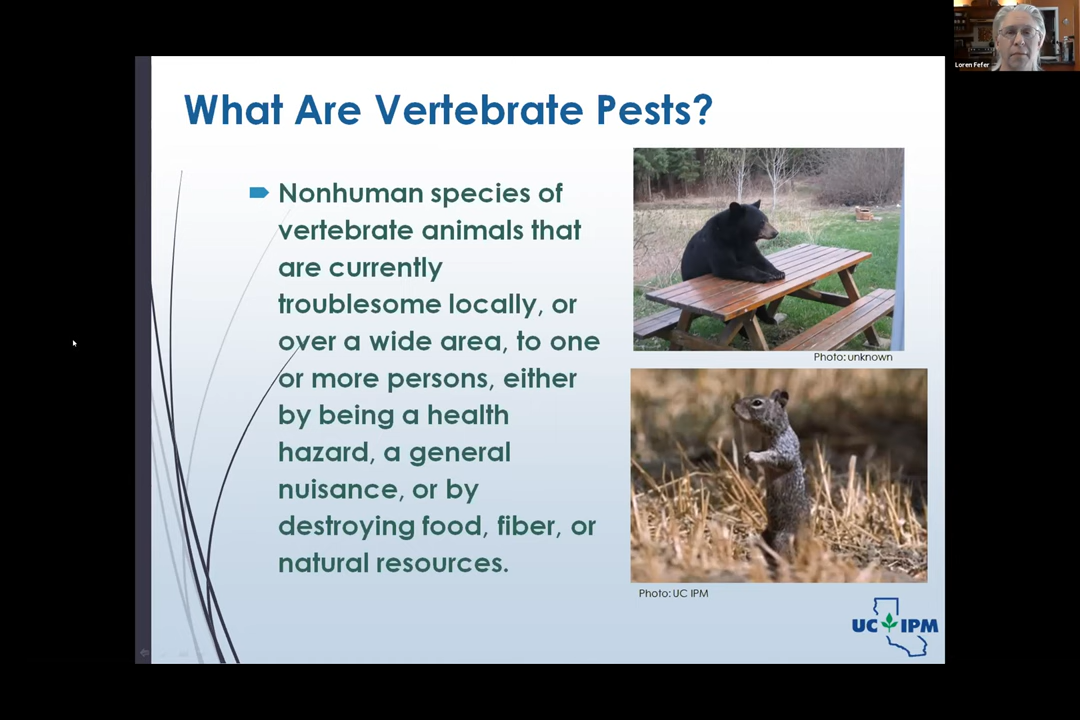 Loren Fefer
What Are Vertebrate Pests?
Nonhuman species of
vertebrate animals that
are currently
troublesome locally, or
over a wide area, to one
or more persons, either
by being a health
hazard, a general
nuisance, or by
destroying food, fiber, or
natural resources.
Photo: unknown
Photo: UC IPM
UC IPM